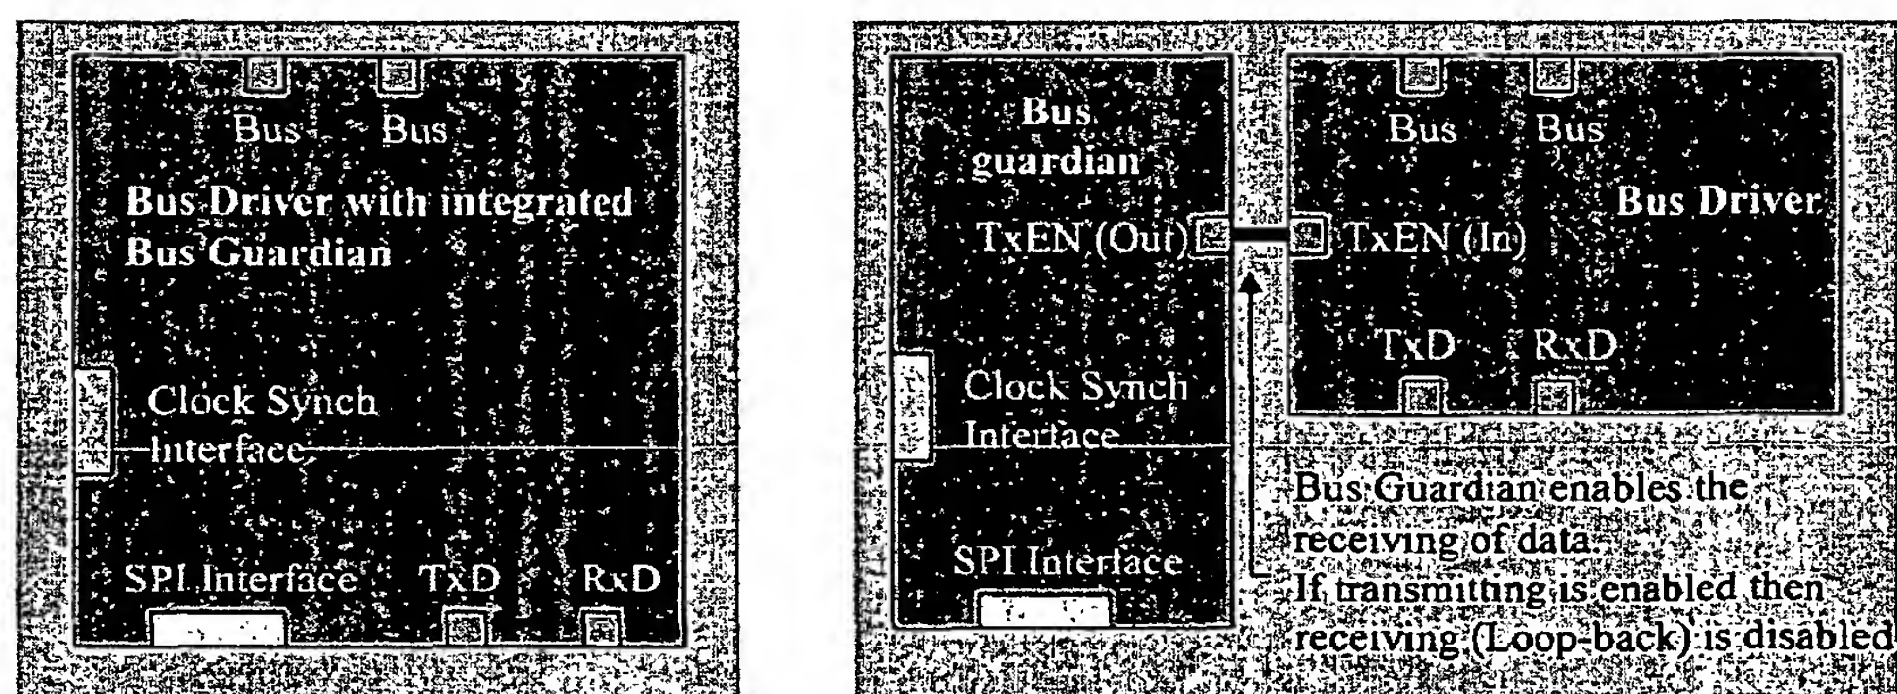 Bus Bus
Bus Driver with integrated
Bus Guardian
Clock Synch
Interface
SPI Interface TxD RxD
Bus
guardian
TxEN (Out)
Clock Synch
Interface
SPI Interface
Bus Bus
Bus Driver
TxEN (In)
TxD RxD
Bus Guardian enables the
receiving of data.
If transmitting is enabled then
receiving (Loop-back) is disabled